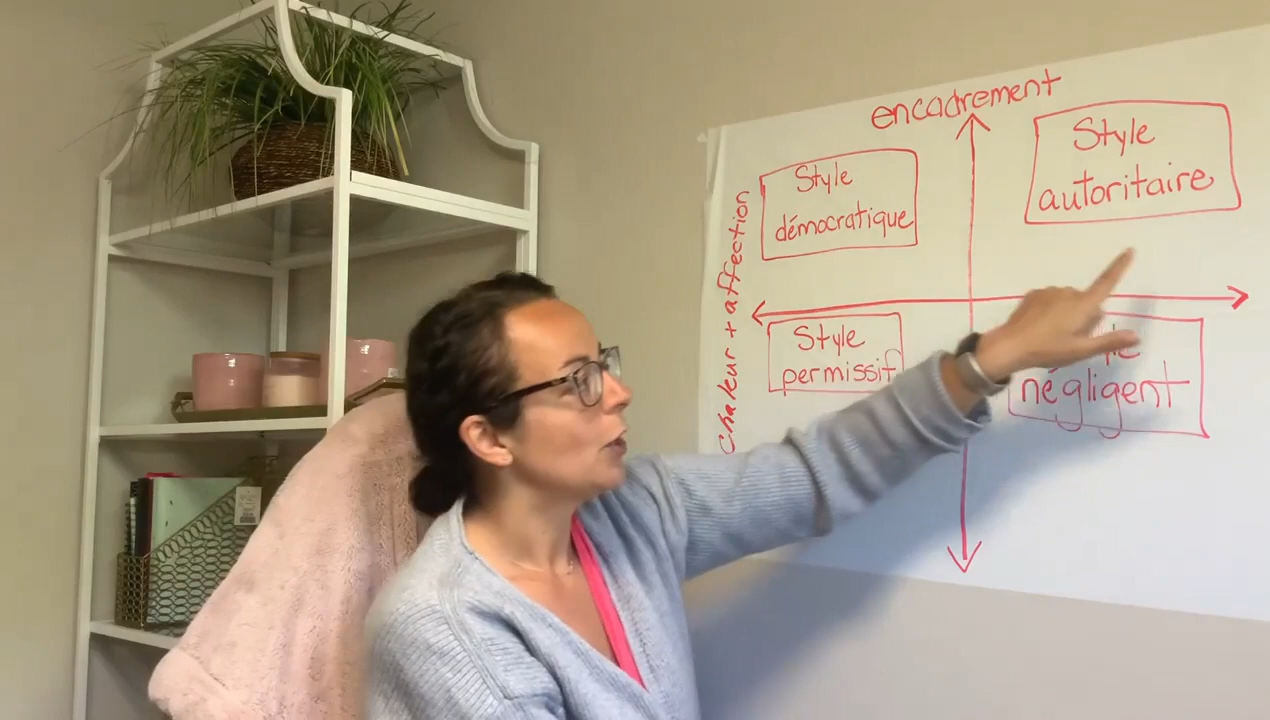 encadrement
Style
démocratique
Style
autoritaire
chaleur + affection
Style
permissif
négligent